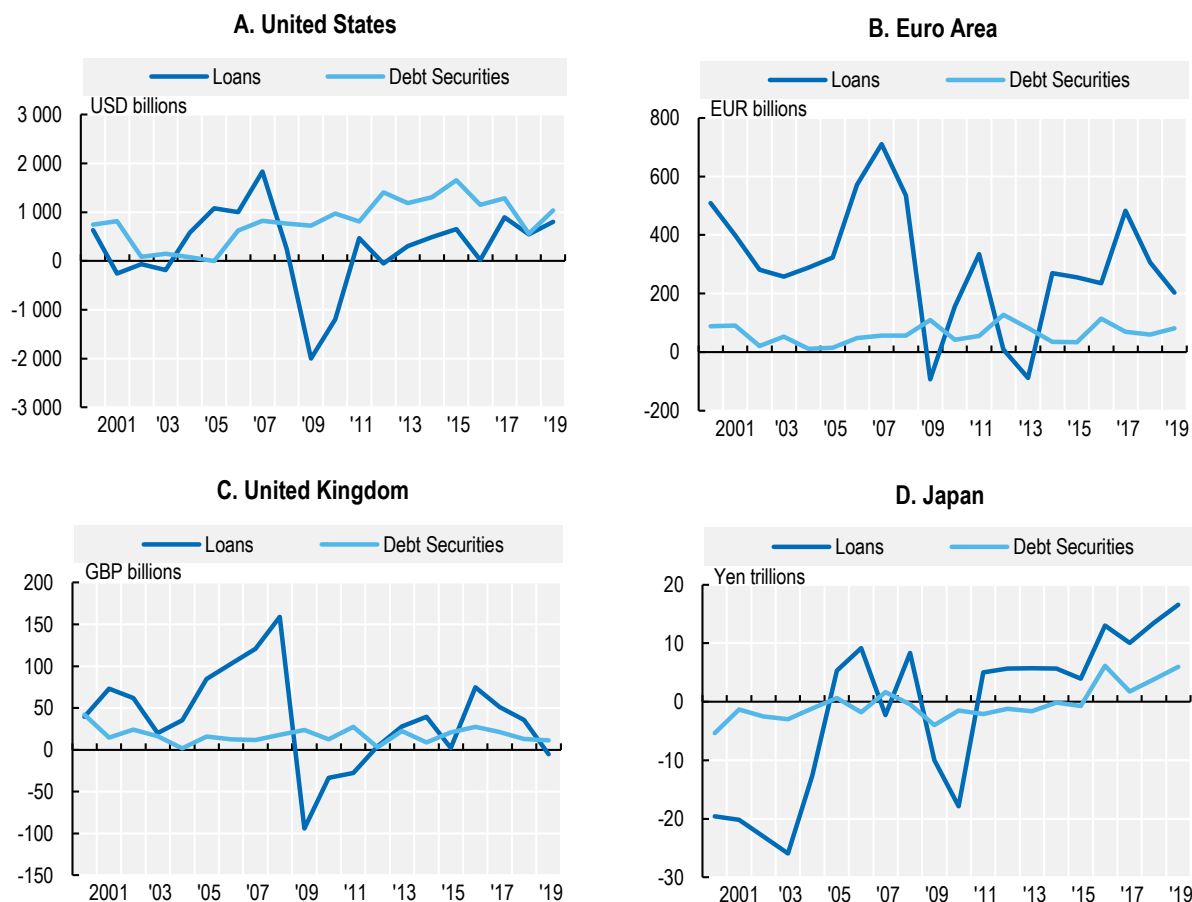 A. United States
Loans Debt Securities
USD billions
3 000
2 000
1 000
0
-1 000
-2 000
-3 000
2001 '03 '05 '07 '09 '11 '13 '15 '17 '19
B. Euro Area
Loans Debt Securities
EUR billions
800
600
400
200
0
-200
2001 '03 '05 '07 '09 '11 '13 '15 '17 '19
C. United Kingdom
Loans Debt Securities
GBP billions
200
150
100
50
0
-50
-100
-150
2001 '03 '05 '07 '09 '11 '13 '15 '17 '19
D. Japan
Loans Debt Securities
Yen trillions
20
10
0
-10
-20
-30
2001 '03 '05 '07 '09 '11 '13 '15 '17 '19